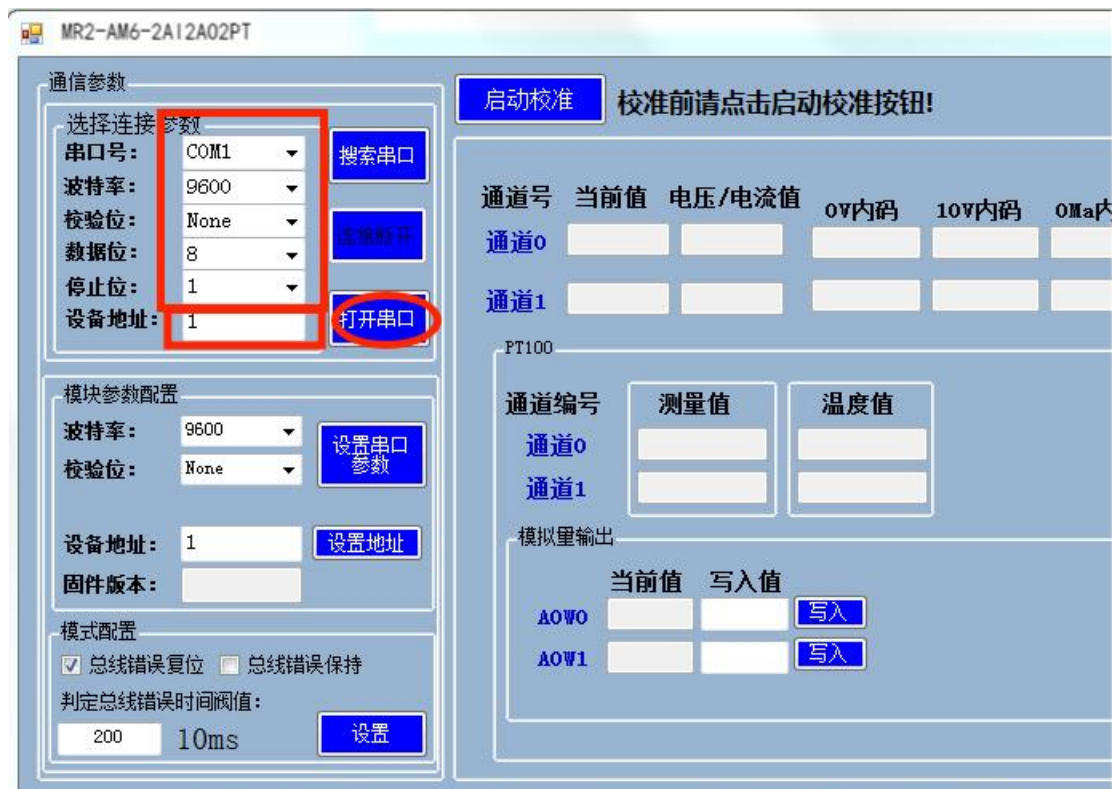 MR2-AM6-2AI2AO2PT
通信参数
启动校准 校准前请点击启动校准按钮!
选择连接参数
串口号: COM1 搜索串口
波特率: 9600
校验位: None 连接断开
数据位: 8
停止位: 1
设备地址: 1 打开串口
通道号 当前值 电压/电流值 0V内码 10V内码 0Ma内
通道0
通道1
PT100
通道编号 测量值 温度值
通道0
通道1
模块参数配置
波特率: 9600 设置串口
参数
校验位: None
设备地址: 1 设置地址
固件版本:
模拟里输出
当前值 写入值
AOW0 写入
AOW1 写入
模式配置
总线错误复位 总线错误保持
判定总线错误时间阀值:
200 10ms 设置